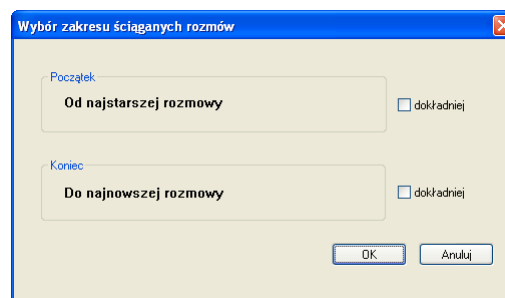 Wybór zakresu ściąganych rozmów
Początek
Od najstarszej rozmowy
dokładniej
Koniec
Do najnowszej rozmowy
dokładniej
OK
Anuluj